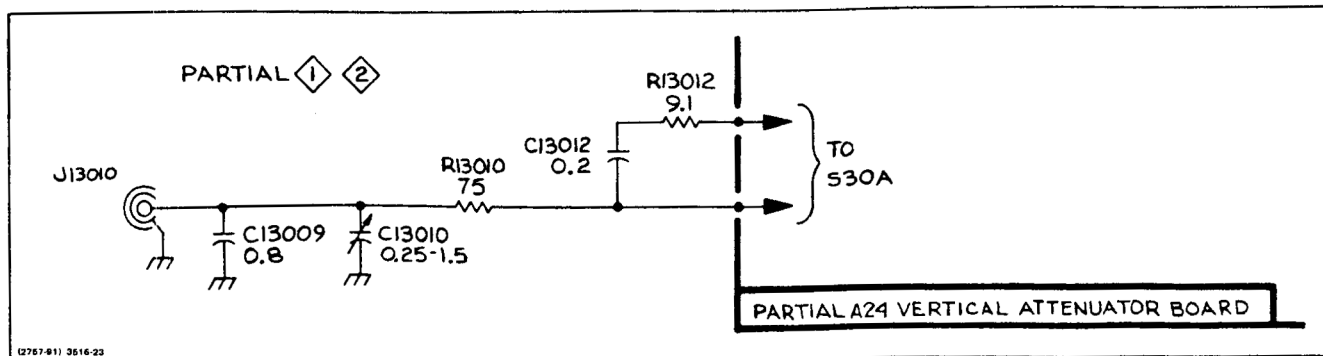 PARTIAL 1 2
R13012
9.1
C13012
0.2
TO
S30A
R13010
75
J13010
C13009
0.8
C13010
0.25-1.5
PARTIAL A24 VERTICAL ATTENUATOR BOARD
(2757-91) 3516-23